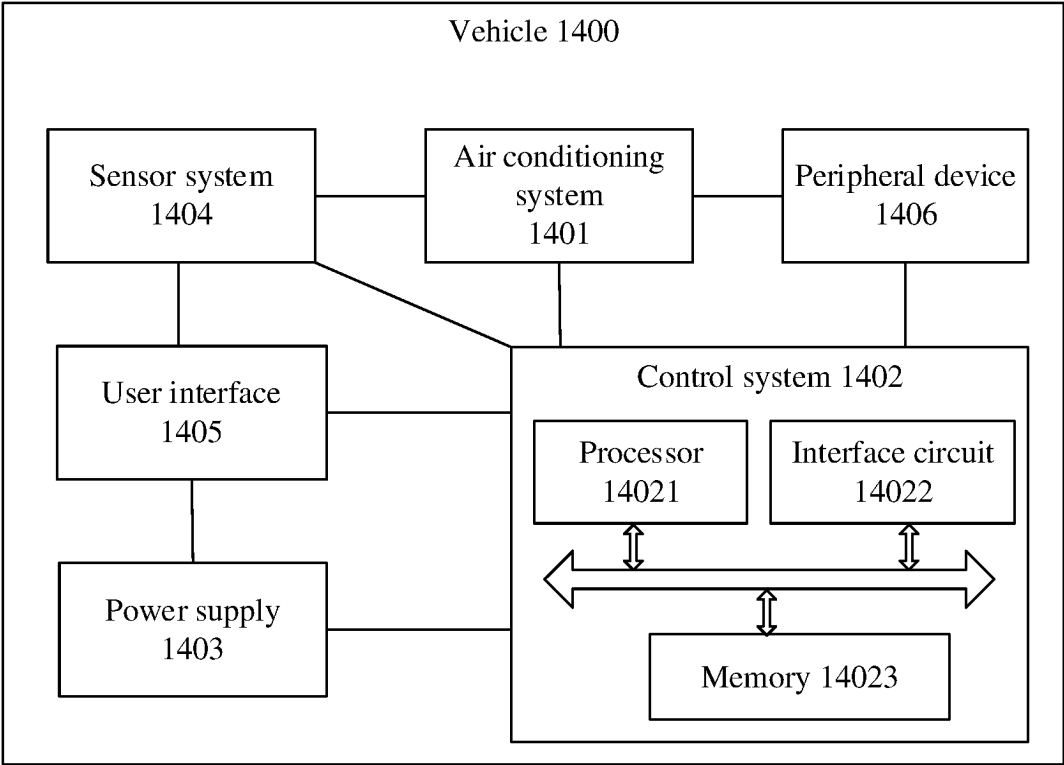 Vehicle 1400
Sensor system
1404
Air conditioning
system
1401
Peripheral device
1406
User interface
1405
Control system 1402
Processor
14021
Interface circuit
14022
Power supply
1403
Memory 14023